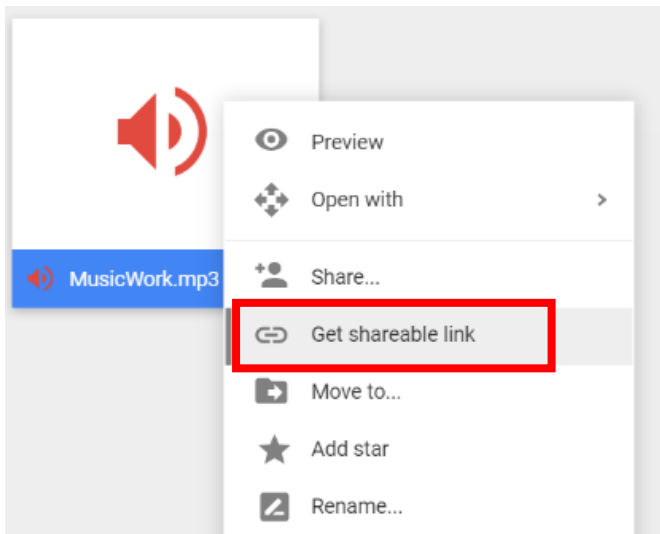 Preview
Open with
MusicWork.mp3
Share...
Get shareable link
Move to...
Add star
Rename...